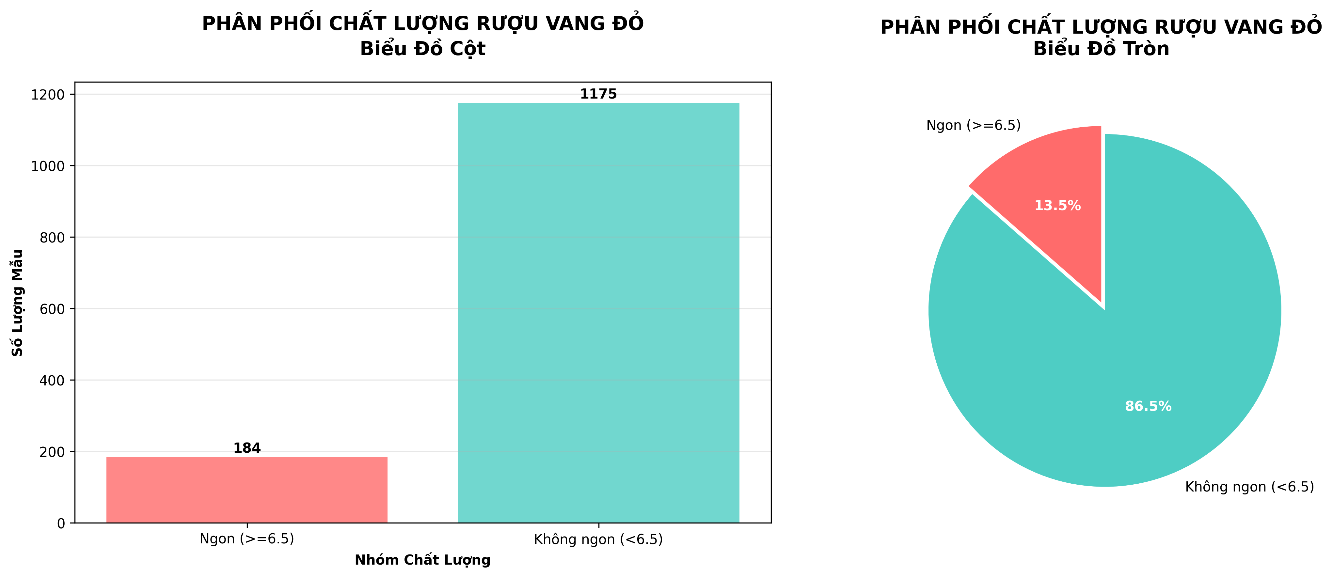 PHÂN PHỐI CHẤT LƯỢNG RƯỢU VANG ĐỎ
Biểu Đồ Cột
1200
1000
800
600
400
200
0
Số Lượng Mẫu
184
1175
Ngon (>=6.5)
Không ngon (<6.5)
Nhóm Chất Lượng
PHÂN PHỐI CHẤT LƯỢNG RƯỢU VANG ĐỎ
Biểu Đồ Tròn
Ngon (>=6.5)
13.5%
86.5%
Không ngon (<6.5)